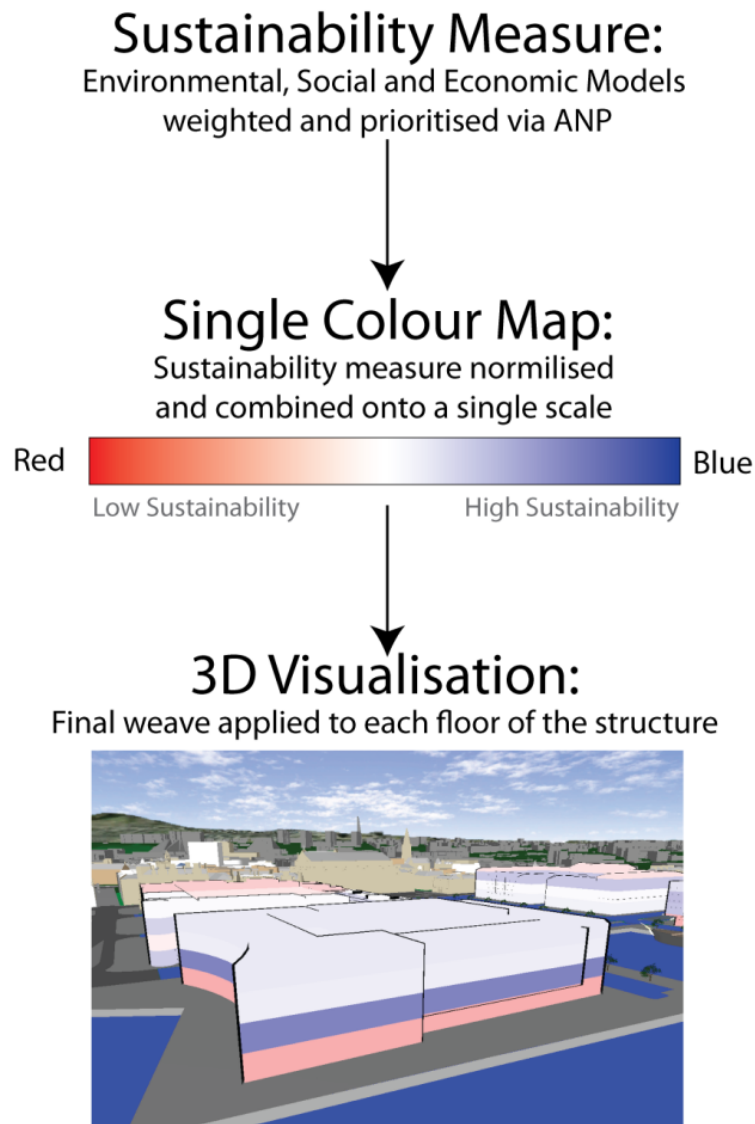 Sustainability Measure:
Environmental, Social and Economic Models
weighted and prioritised via ANP
Single Colour Map:
Sustainability measure normilised
and combined onto a single scale
Red
Blue
Low Sustainability
High Sustainability
3D Visualisation:
Final weave applied to each floor of the structure